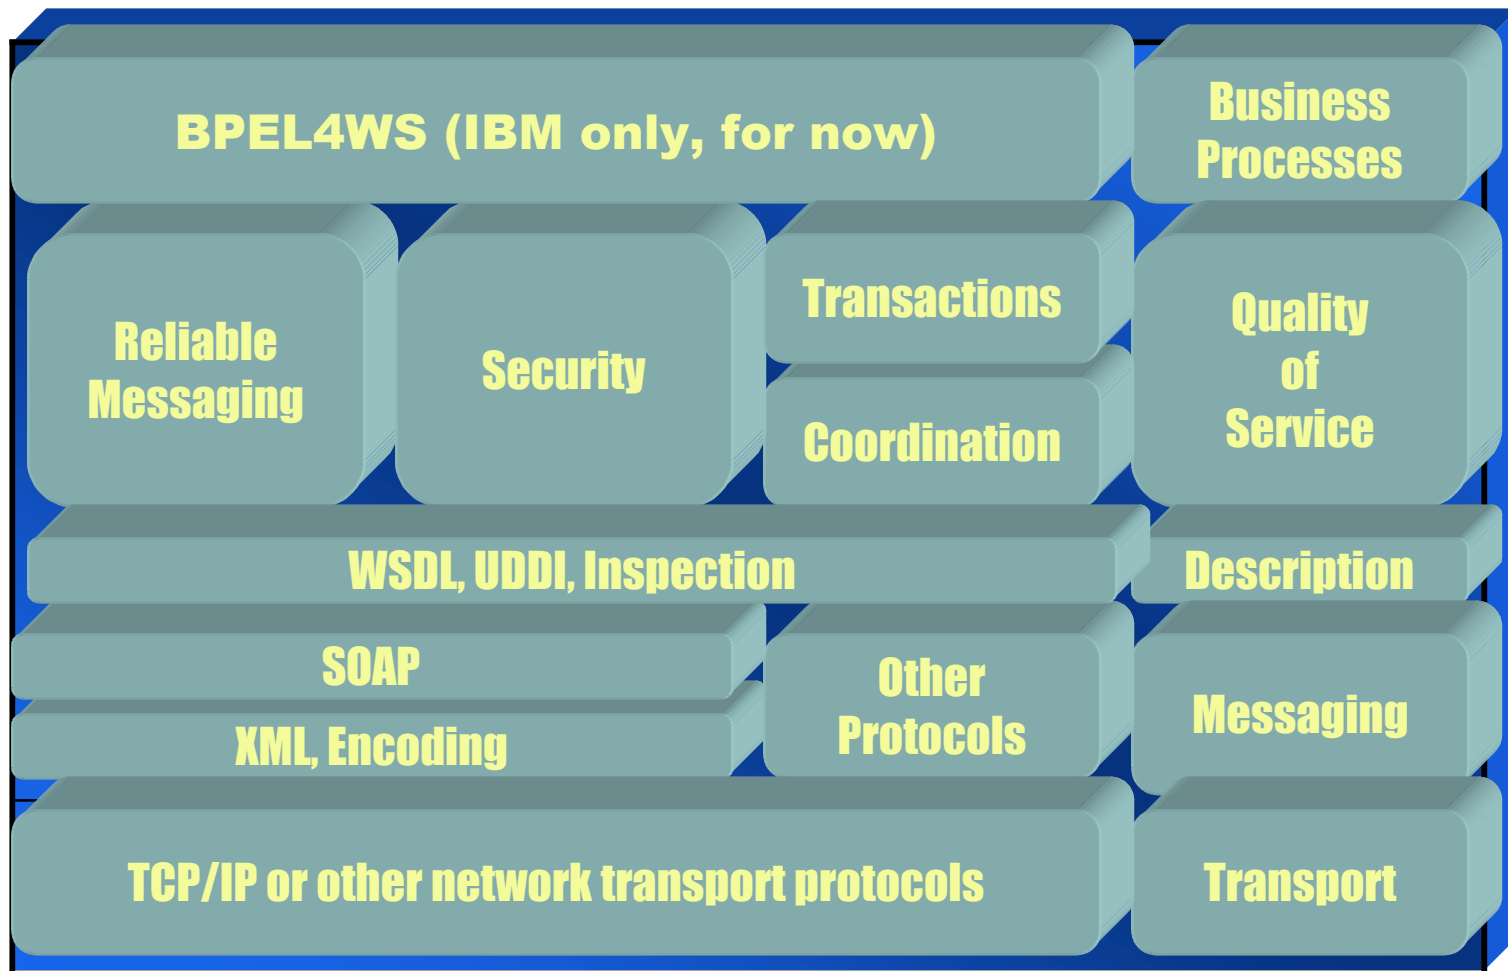 BPEL4WS (IBM only, for now)
Business
Processes
Reliable
Messaging
Security
Transactions
Coordination
Quality
of
Service
WSDL, UDDI, Inspection
Description
SOAP
XML, Encoding
Other
Protocols
Messaging
TCP/IP or other network transport protocols
Transport